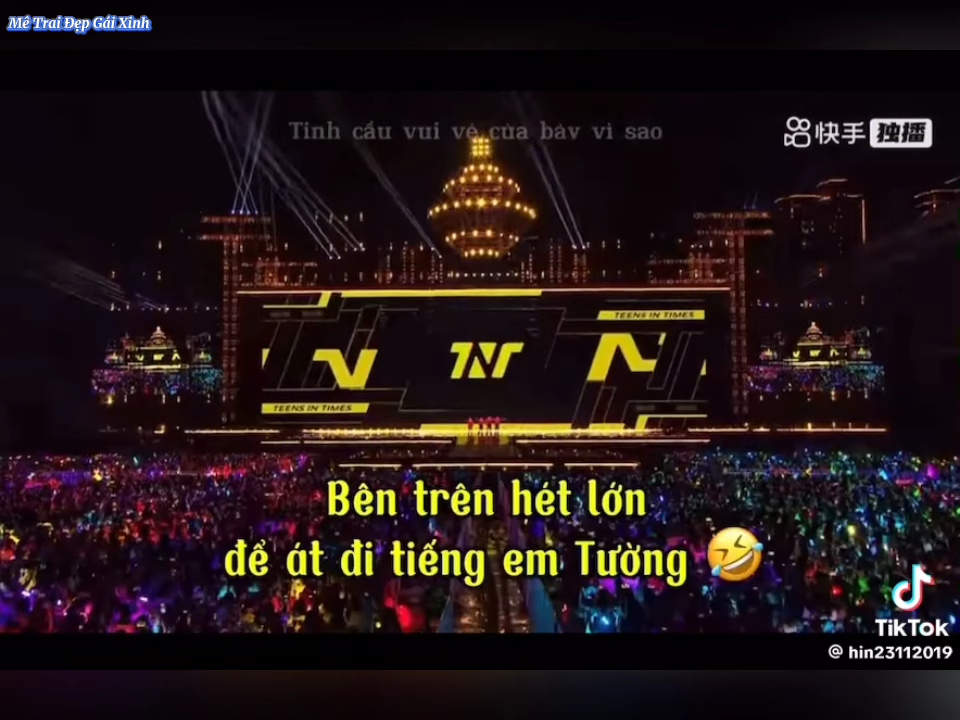 Mê Trai Đẹp Gái Xinh
Tinh cầu vui vẻ của bảy vì sao
快手 独播
TEENS IN TIMES
TNT
TEENS IN TIMES
Bên trên hét lớn
để át đi tiếng em Tường 🤣
TikTok
@ hin23112019